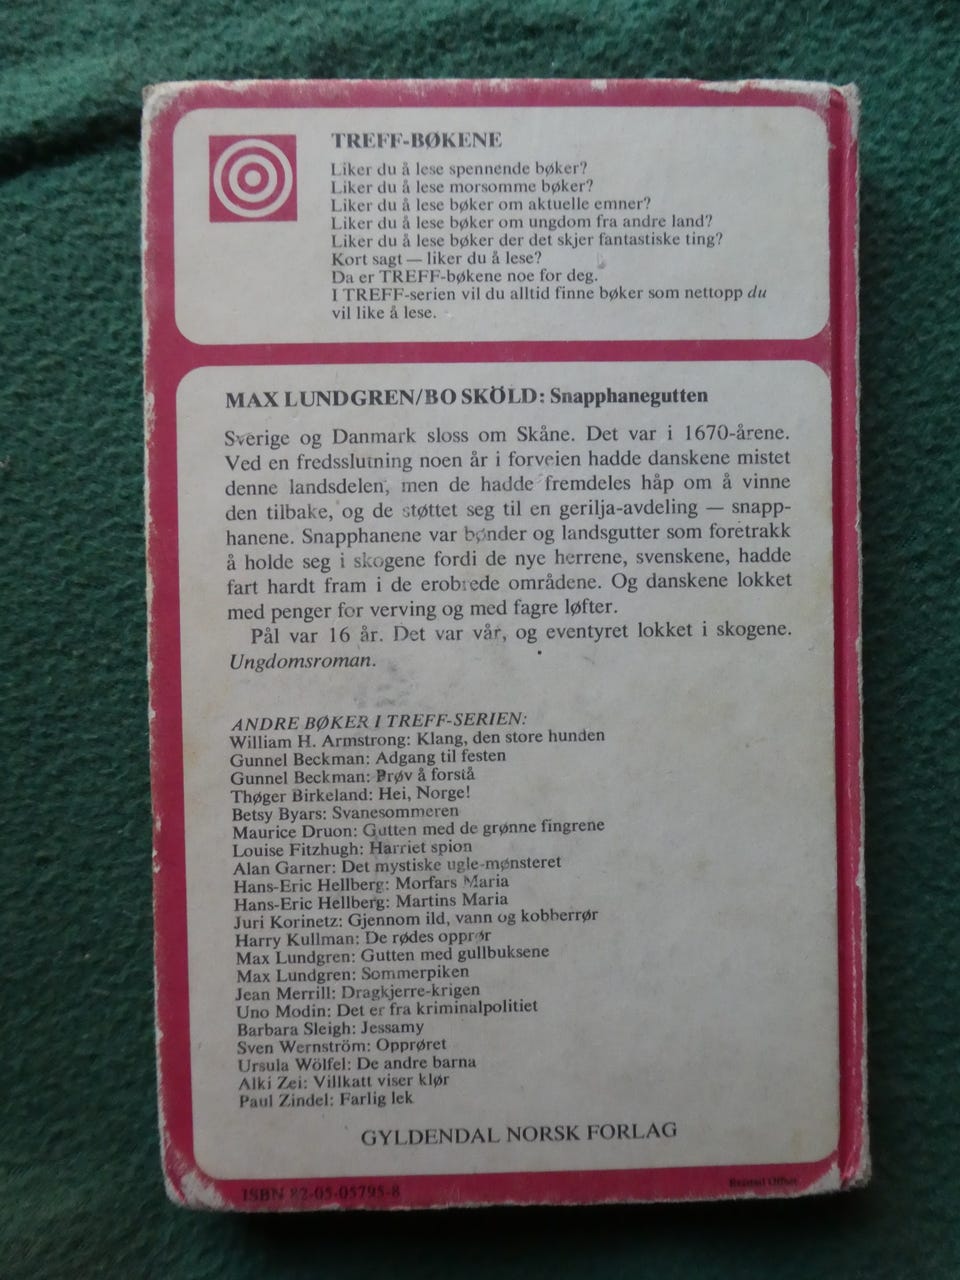 TREFF-BØKENE
Liker du å lese spennende bøker?
Liker du å lese morsomme bøker?
Liker du å lese bøker om aktuelle emner?
Liker du å lese bøker om ungdom fra andre land?
Liker du å lese bøker der det skjer fantastiske ting?
Kort sagt — liker du å lese?
Da er TREFF-bøkene noe for deg.
I TREFF-serien vil du alltid finne bøker som nettopp du
vil like å lese.
MAX LUNDGREN/BO SKÖLD: Snapphanegutten
Sverige og Danmark sloss om Skåne. Det var i 1670-årene.
Ved en fredsslutning noen år i forveien hadde danskene mistet
denne landsdelen, men de hadde fremdeles håp om å vinne
den tilbake, og de støttet seg til en gerilja-avdeling — snapp-
hanene. Snapphanene var bønder og landsgutter som foretrakk
å holde seg i skogene fordi de nye herrene, svenskene, hadde
fart hardt fram i de erobrede områdene. Og danskene lokket
med penger for verving og med fagre løfter.
Pål var 16 år. Det var vår, og eventyret lokket i skogene.
Ungdomsroman.
ANDRE BØKER I TREFF-SERIEN:
William H. Armstrong: Klang, den store hunden
Gunnel Beckman: Adgang til festen
Gunnel Beckman: Prøv å forstå
Thøger Birkeland: Hei, Norge!
Betsy Byars: Svanesommeren
Maurice Druon: Gutten med de grønne fingrene
Louise Fitzhugh: Harriet spion
Alan Garner: Det mystiske ugle-mønsteret
Hans-Eric Hellberg: Morfars Maria
Hans-Eric Hellberg: Martins Maria
Juri Korinetz: Gjennom ild, vann og kobberrør
Harry Kullman: De rødes opprør
Max Lundgren: Gutten med gullbuksene
Max Lundgren: Sommerpiken
Jean Merrill: Dragkjerre-krigen
Uno Modin: Det er fra kriminalpolitiet
Barbara Sleigh: Jessamy
Sven Wernström: Opprøret
Ursula Wölfel: De andre barna
Alki Zei: Villkatt viser klør
Paul Zindel: Farlig lek
GYLDENDAL NORSK FORLAG
ISBN 82-05-05795-8
Offset